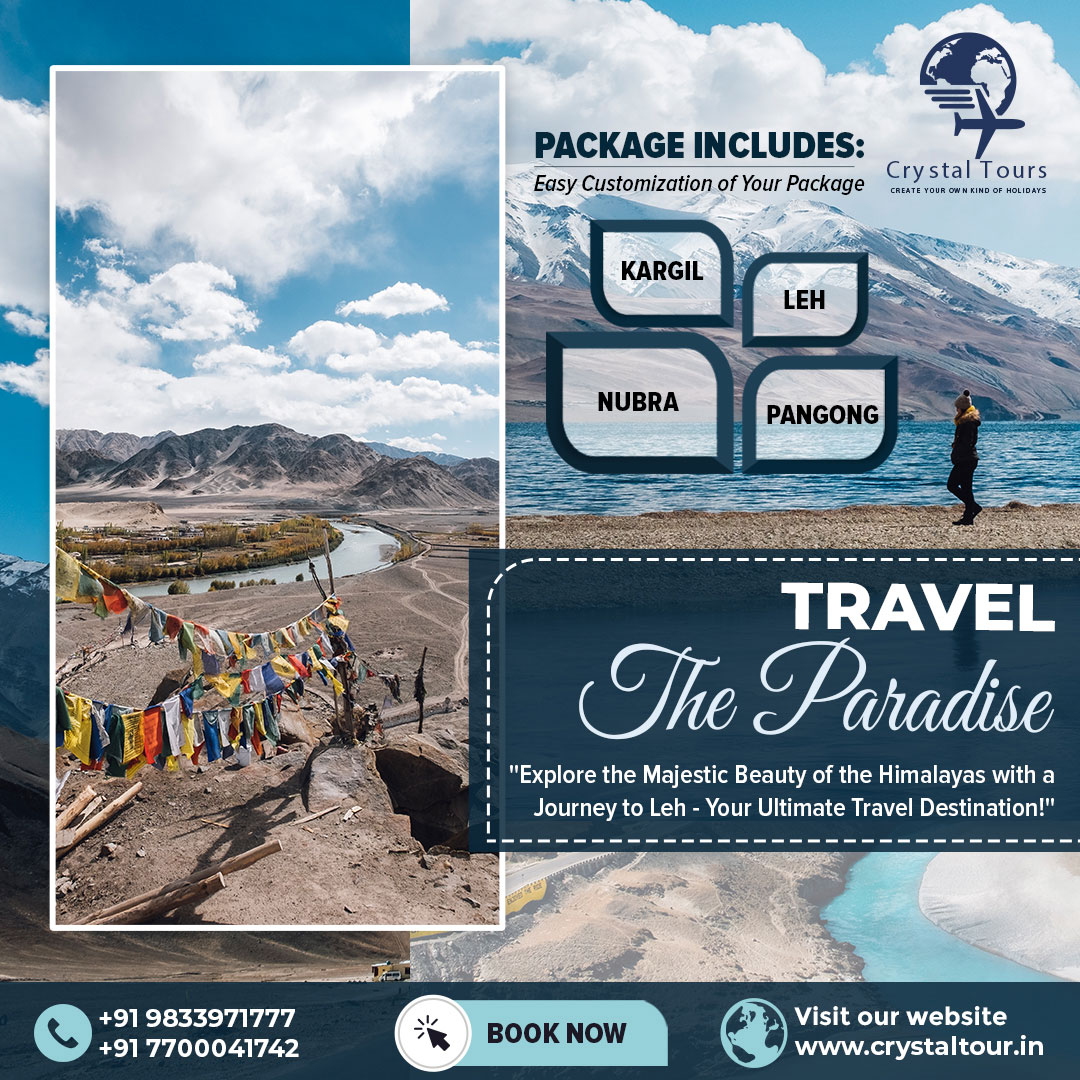 Crystal Tours
CREATE YOUR OWN KIND OF HOLIDAYS
PACKAGE INCLUDES:
Easy Customization of Your Package
KARGIL
LEH
NUBRA
PANGONG
TRAVEL
The Paradise
"Explore the Majestic Beauty of the Himalayas with a
Journey to Leh - Your Ultimate Travel Destination!"
+91 9833971777
+91 7700041742
BOOK NOW
Visit our website
www.crystaltour.in